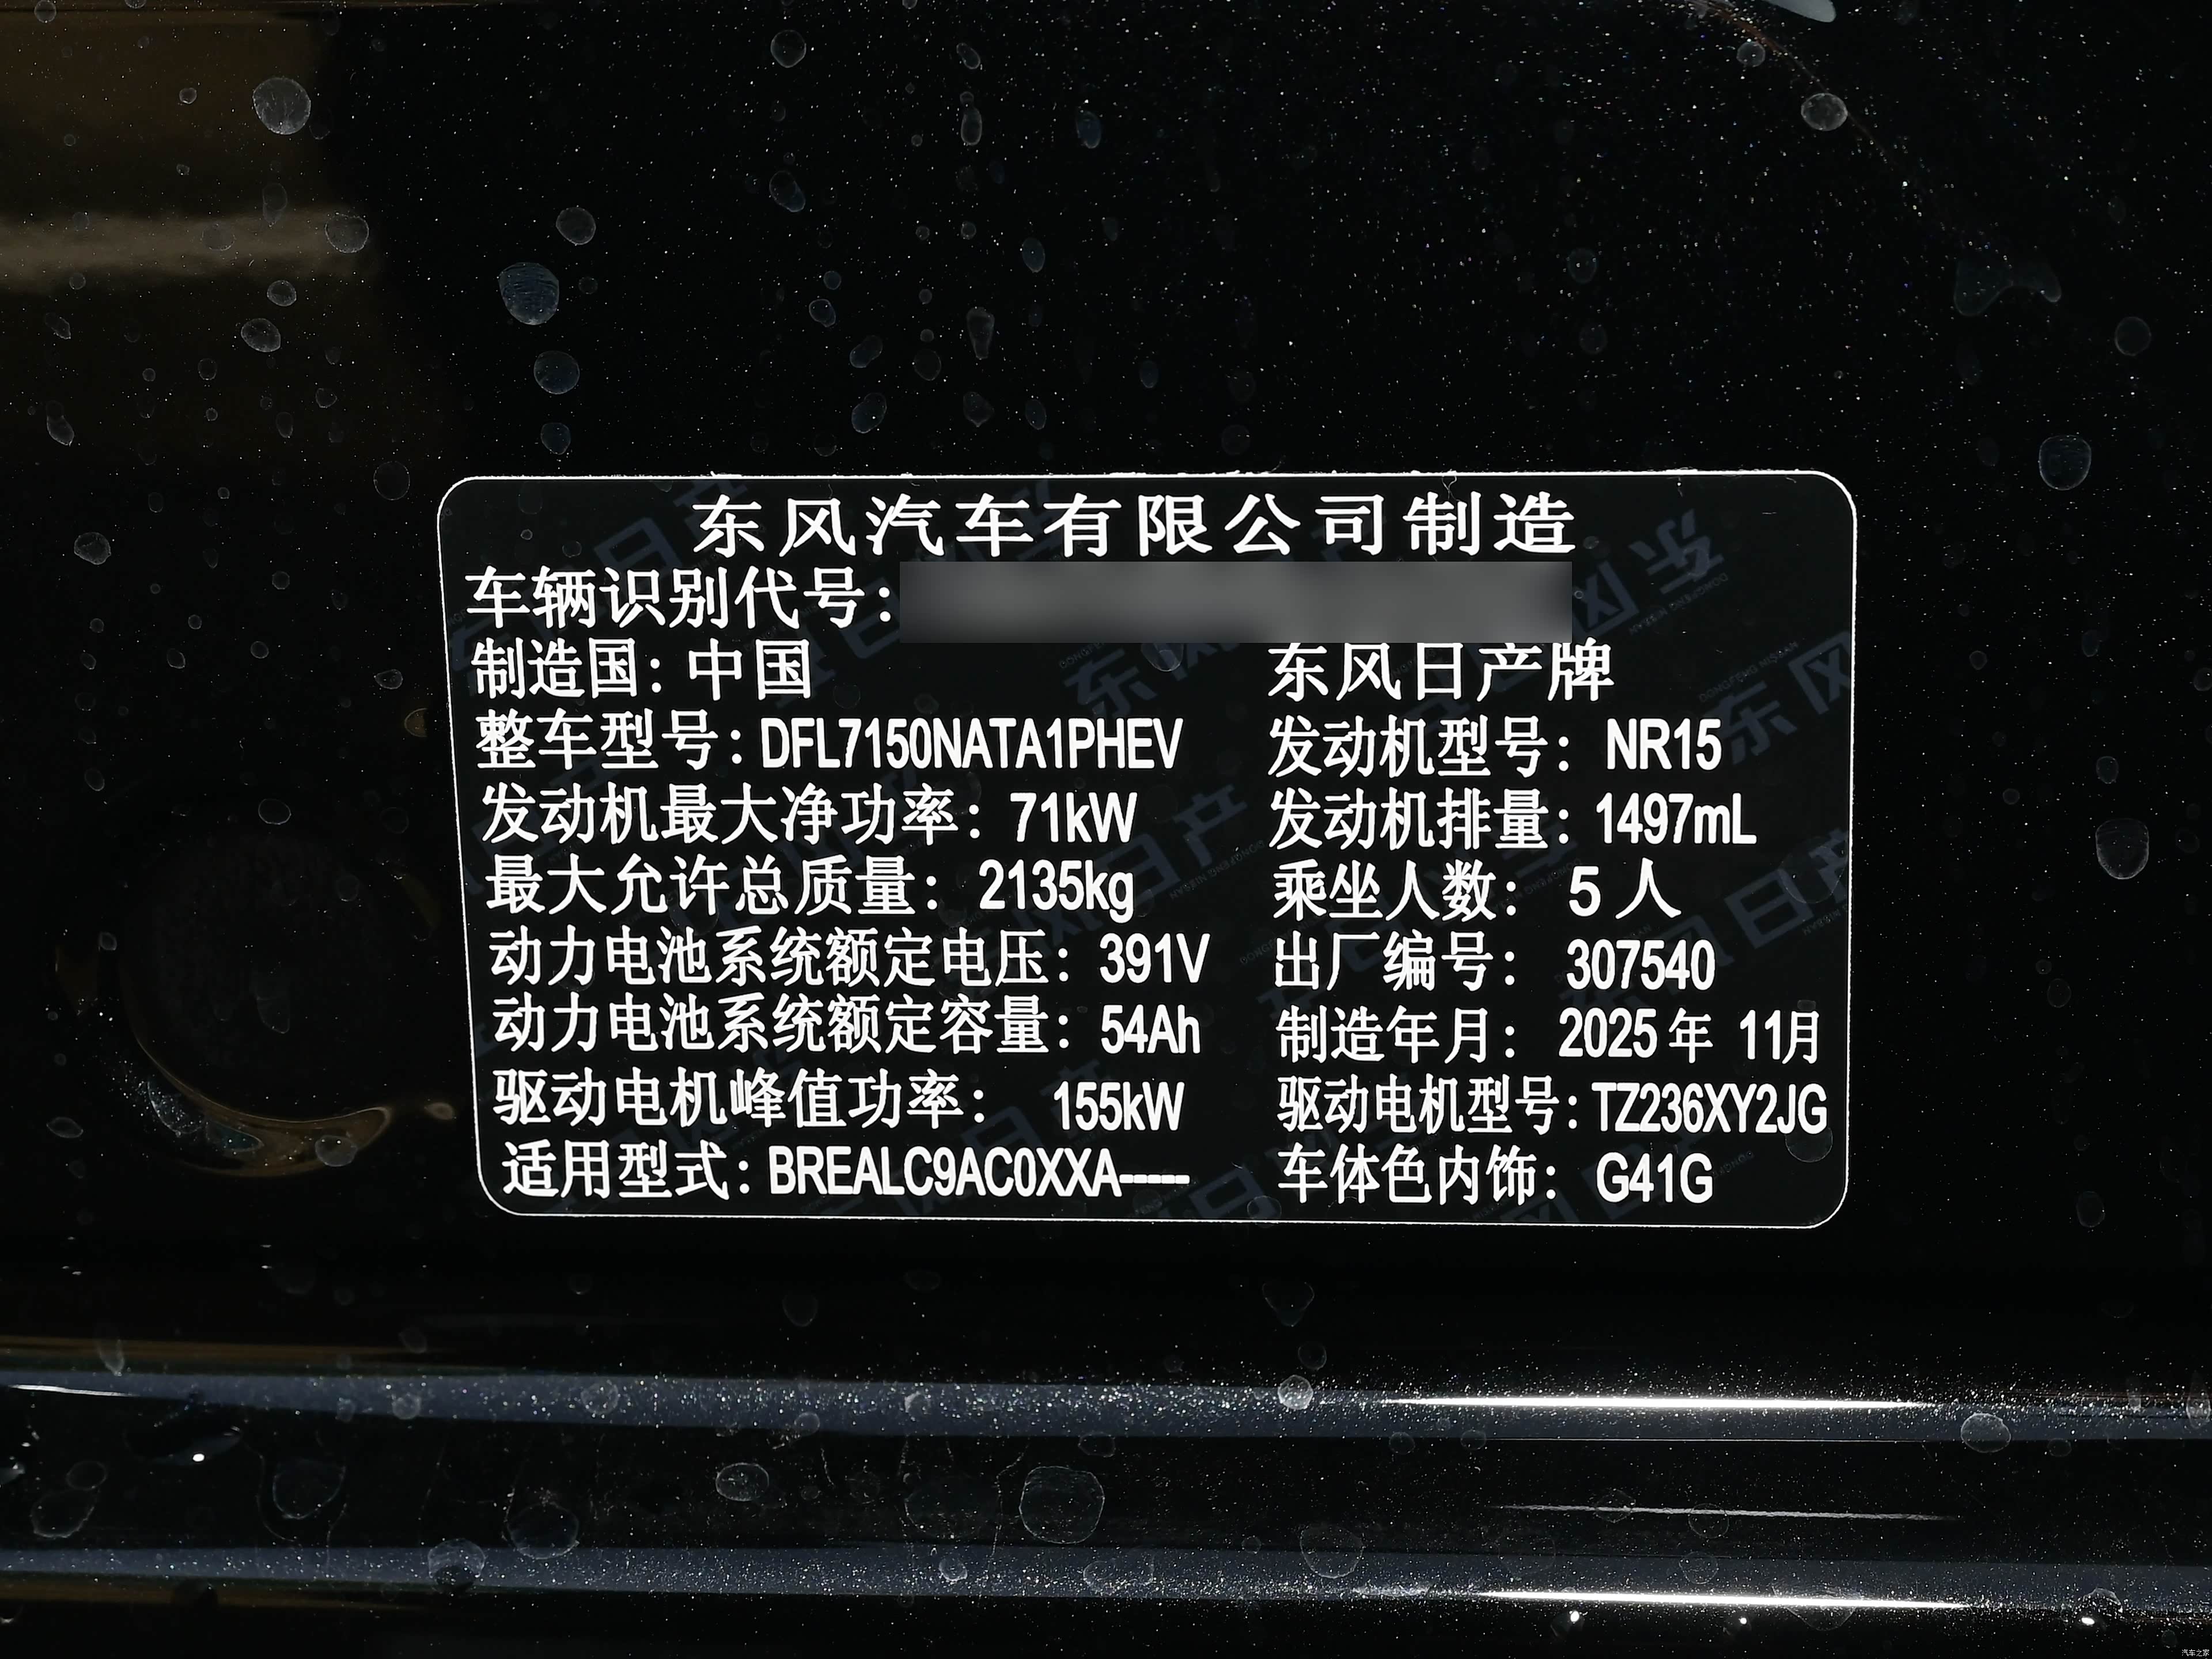 东风汽车有限公司制造
车辆识别代号:
制造国: 中国 东风日产牌
整车型号: DFL7150NATA1PHEV 发动机型号: NR15
发动机最大净功率: 71kW 发动机排量: 1497mL
最大允许总质量: 2135kg 乘坐人数: 5 人
动力电池系统额定电压: 391V 出厂编号: 307540
动力电池系统额定容量: 54Ah 制造年月: 2025年 11月
驱动电机峰值功率: 155kW 驱动电机型号: TZ236XY2JG
适用型式: BREALC9AC0XXA----- 车体色内饰: G41G
汽车之家